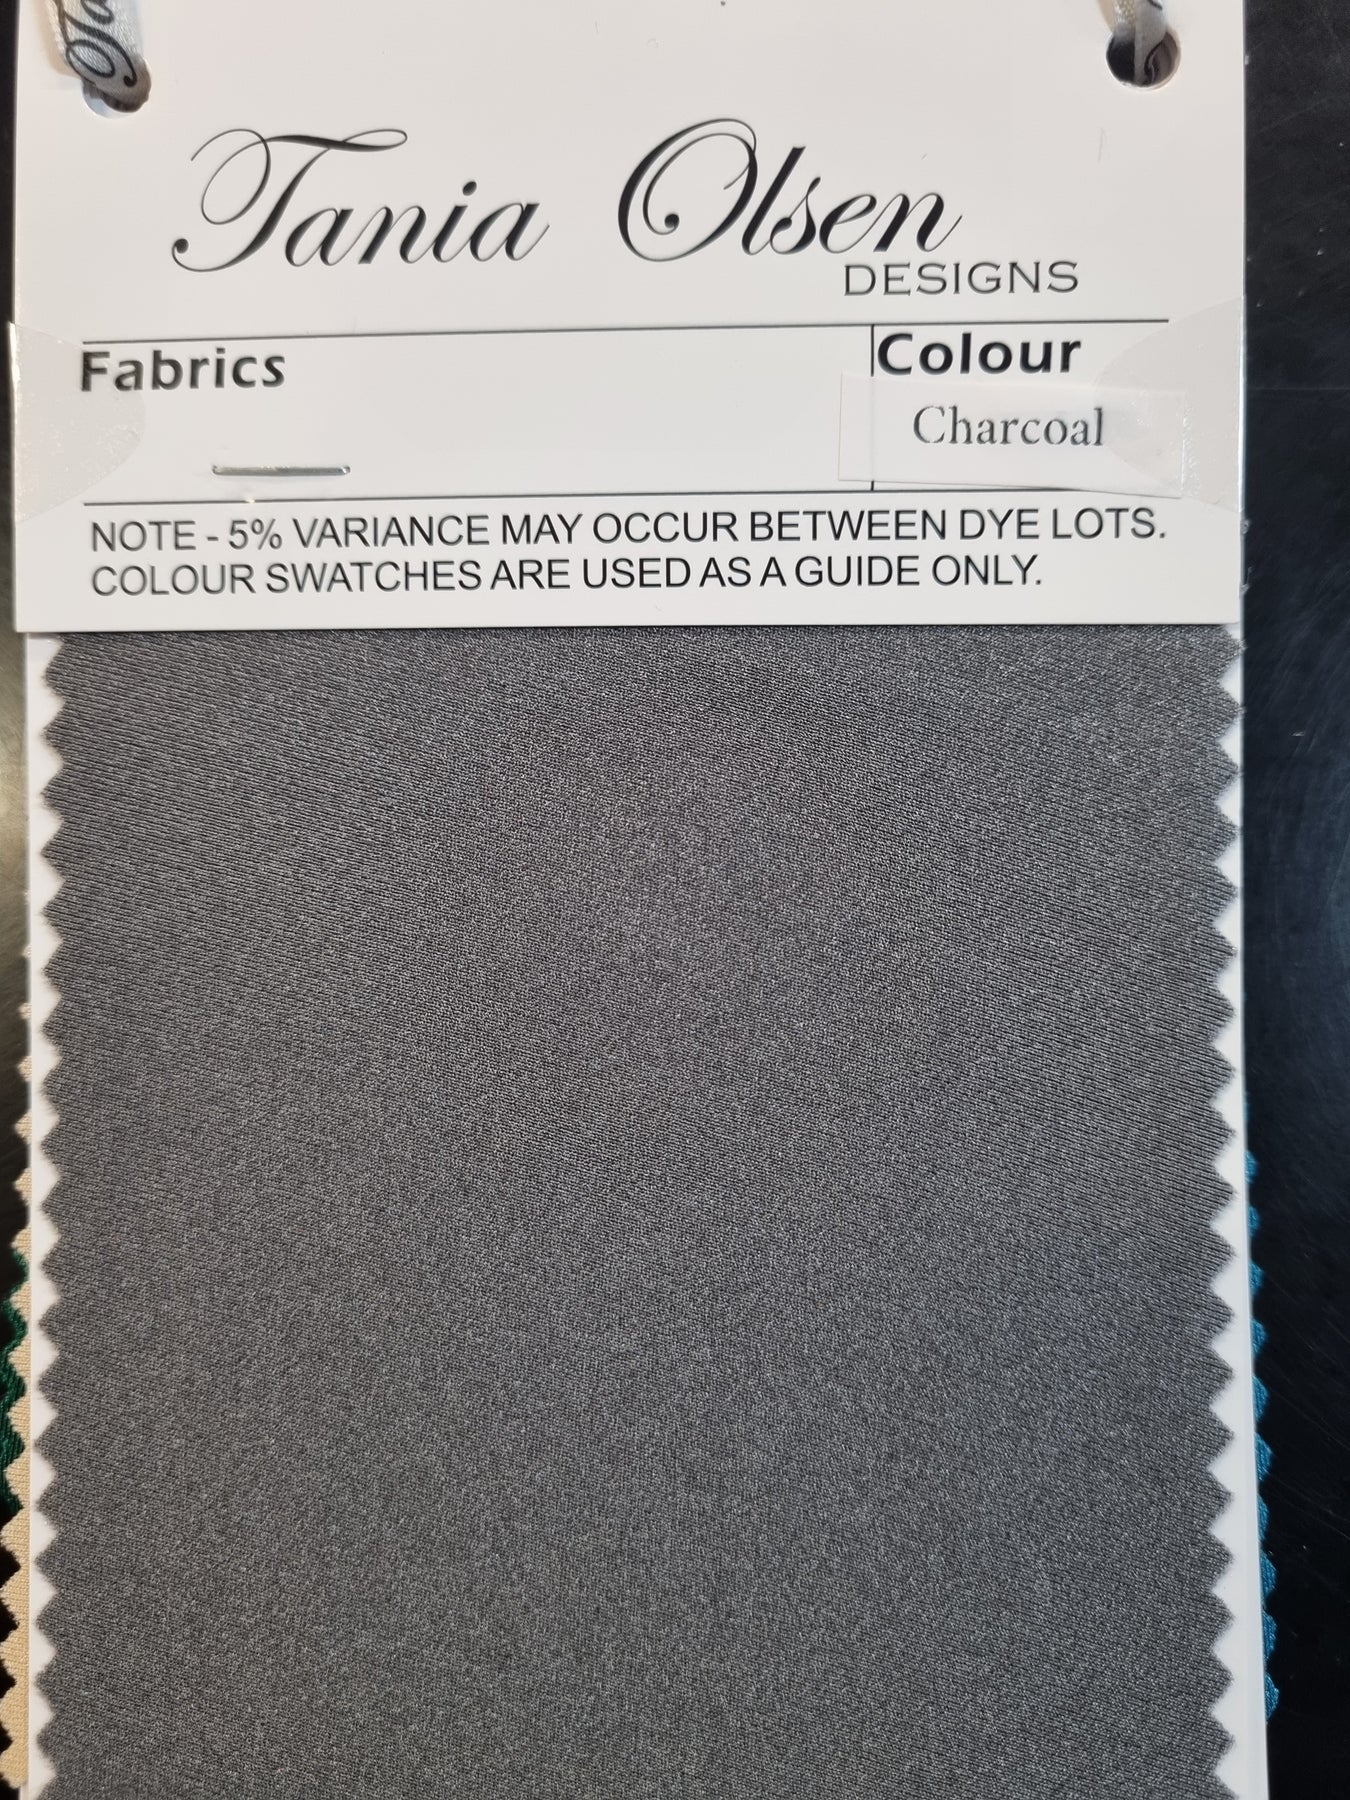 Tania Olsen
DESIGNS
Fabrics
Colour
Charcoal
NOTE - 5% VARIANCE MAY OCCUR BETWEEN DYE LOTS.
COLOUR SWATCHES ARE USED AS A GUIDE ONLY.